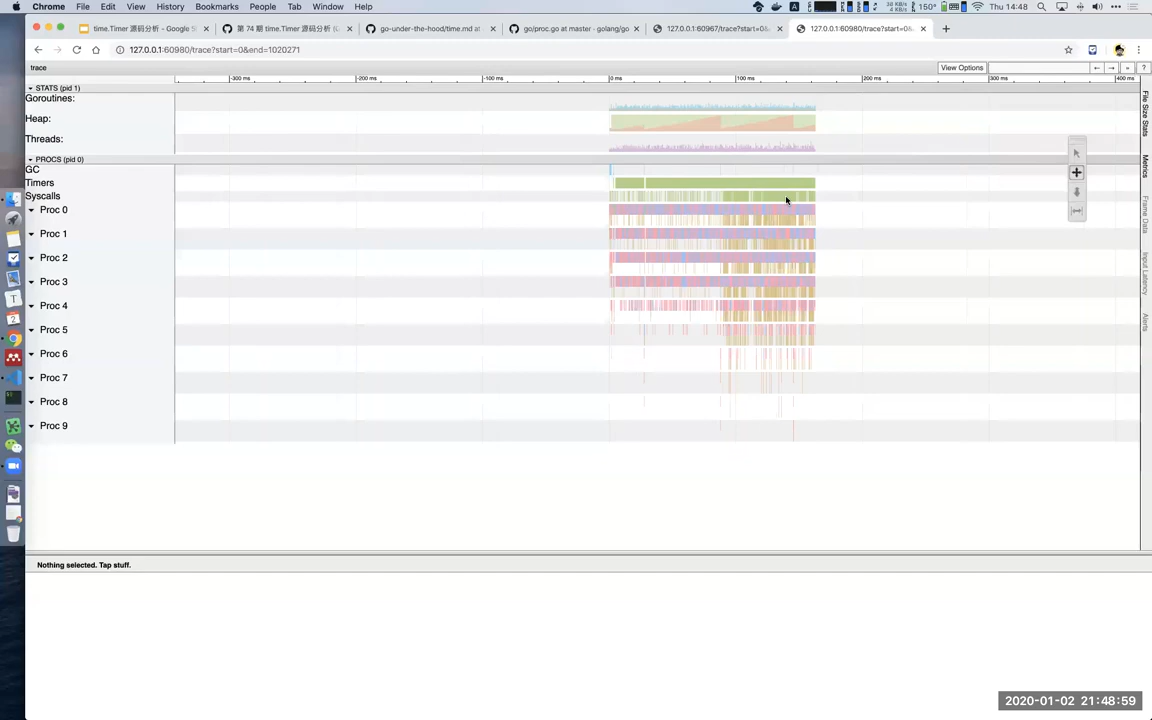 Chrome File Edit View History Bookmarks People Tab Window Help
150° Thu 14:48
time.Timer 源码分析 - Google S
第 74 期 time.Timer 源码分析 (
go-under-the-hood/time.md at
go/proc.go at master · golang/go
127.0.0.1:60967/trace?start=0&
127.0.0.1:60980/trace?start=0&
127.0.0.1:60980/trace?start=0&end=1020271
trace
View Options
← → » ?
-300 ms -200 ms -100 ms 0 ms 100 ms 200 ms 300 ms 400 ms
STATS (pid 1)
Goroutines:
Heap:
Threads:
PROCS (pid 0)
GC
Timers
Syscalls
Proc 0
Proc 1
Proc 2
Proc 3
Proc 4
Proc 5
Proc 6
Proc 7
Proc 8
Proc 9
File Size Stats
Metrics
Frame Data
Input Latency
Alerts
Nothing selected. Tap stuff.
2020-01-02 21:48:59